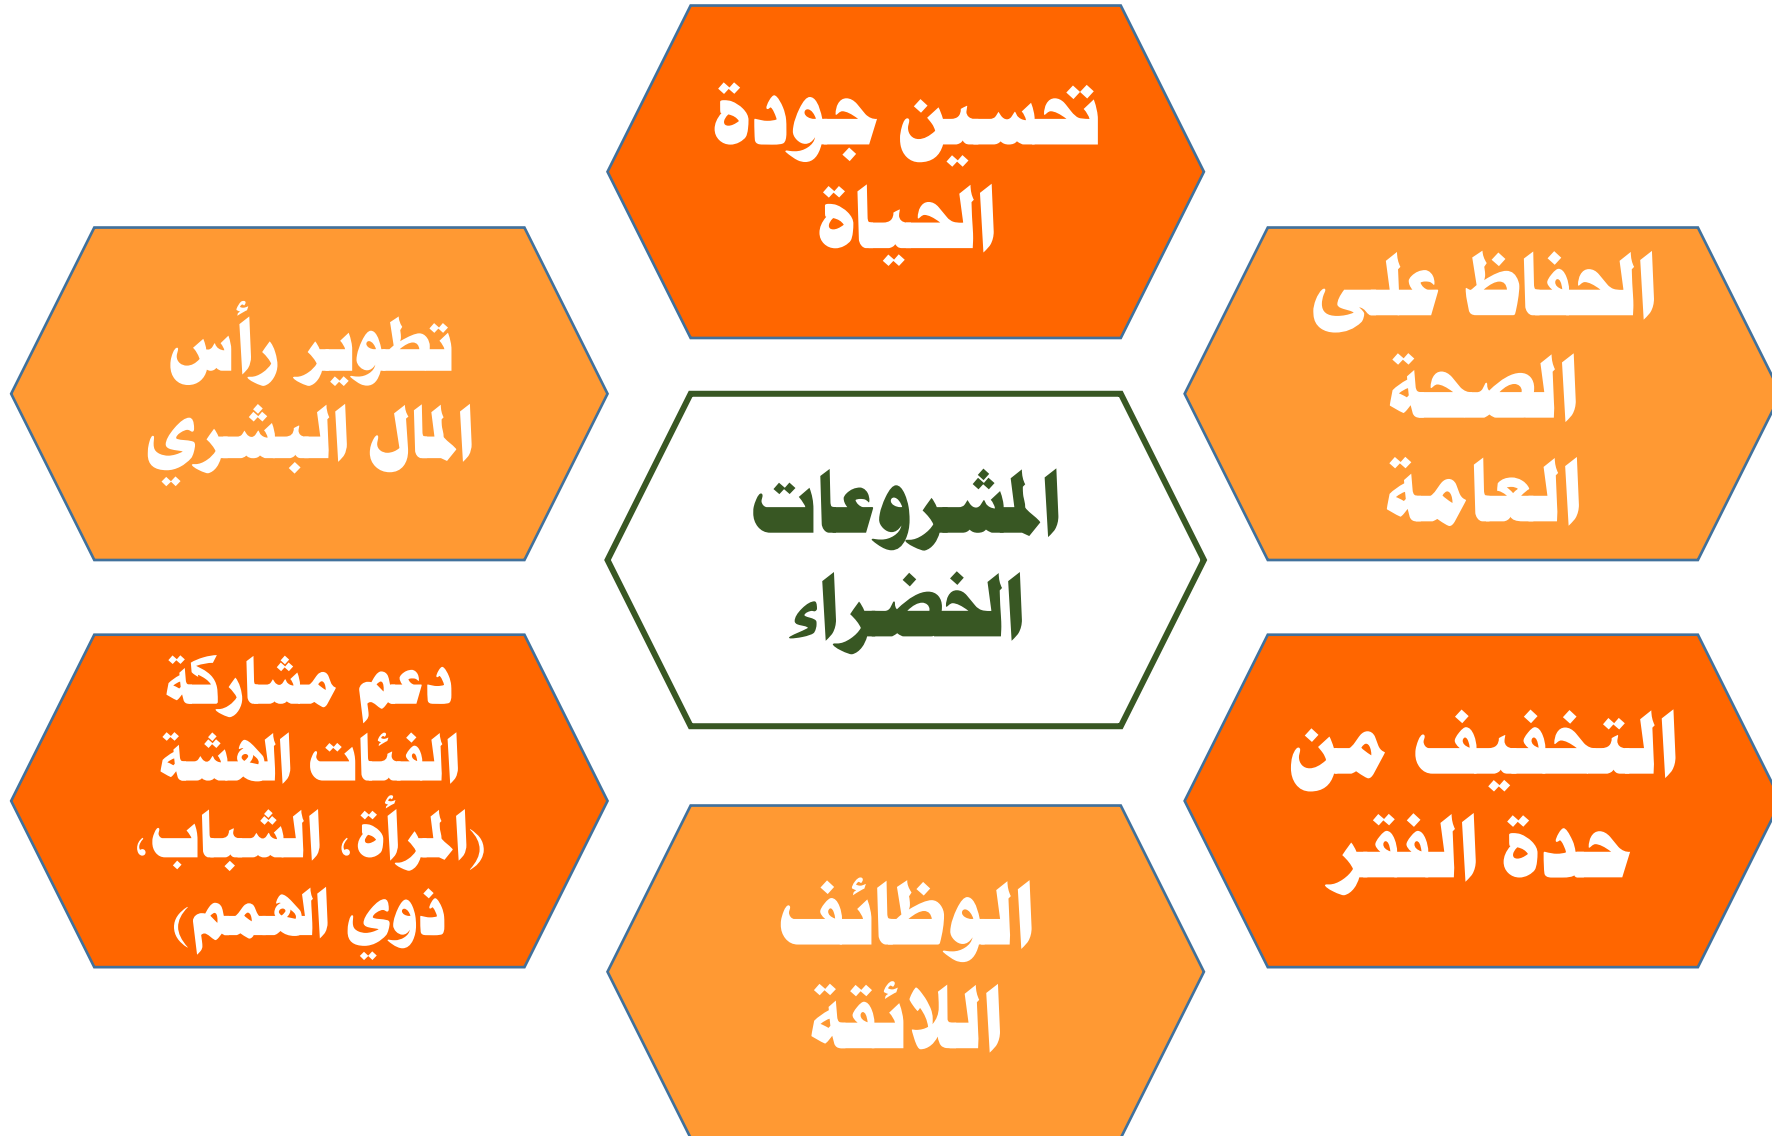 تحسين جودة
الحياة
الحفاظ على
الصحة
العامة
تطوير رأس
المال البشري
المشروعات
الخضراء
التخفيف من
حدة الفقر
دعم مشاركة
الفئات الهشة
(المرأة، الشباب،
ذوي الهمم)
الوظائف
اللائقة